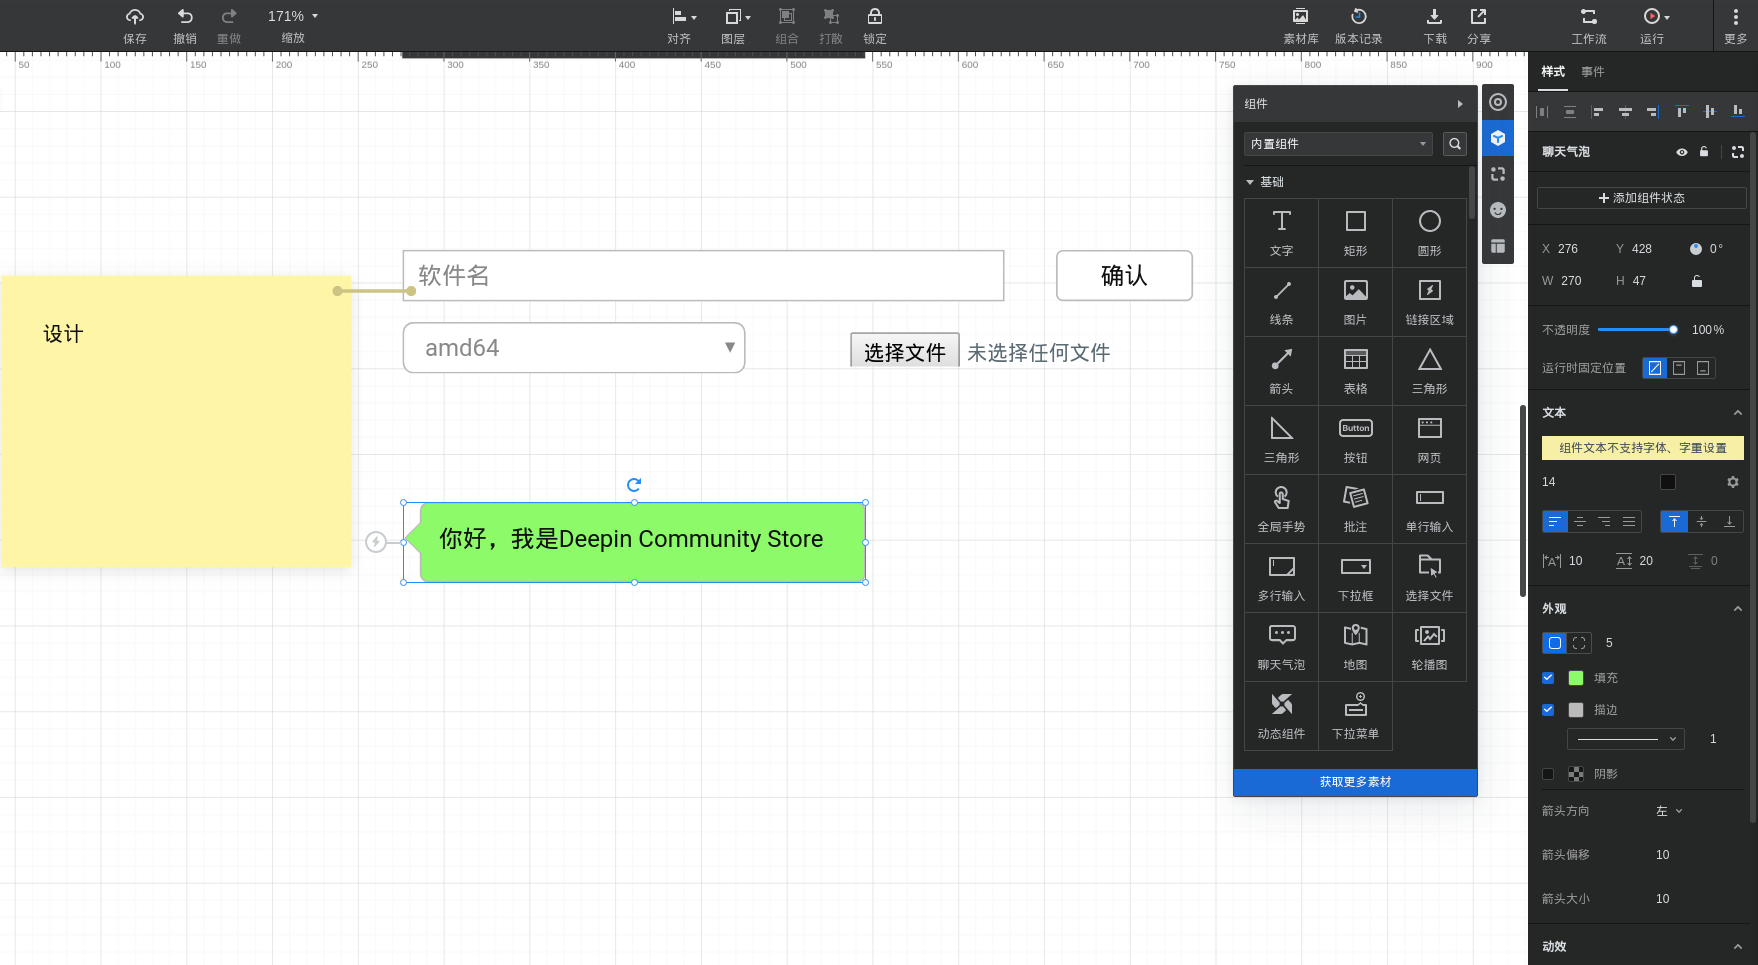 保存
撤销
重做
171%
缩放
对齐
图层
组合
打散
锁定
素材库
版本记录
下载
分享
工作流
运行
更多
50 100 150 200 250 300 350 400 450 500 550 600 650 700 750 800 850 900
设计
软件名
确认
amd64
选择文件 未选择任何文件
你好，我是Deepin Community Store
组件
内置组件
基础
文字 矩形 圆形
线条 图片 链接区域
箭头 表格 三角形
Button
三角形 按钮 网页
全局手势 批注 单行输入
多行输入 下拉框 选择文件
聊天气泡 地图 轮播图
动态组件 下拉菜单
获取更多素材
样式 事件
聊天气泡
添加组件状态
X 276 Y 428 0°
W 270 H 47
不透明度 100%
运行时固定位置
文本
组件文本不支持字体、字重设置
14
10 20 0
外观
5
填充
描边
1
阴影
箭头方向 左
箭头偏移 10
箭头大小 10
动效